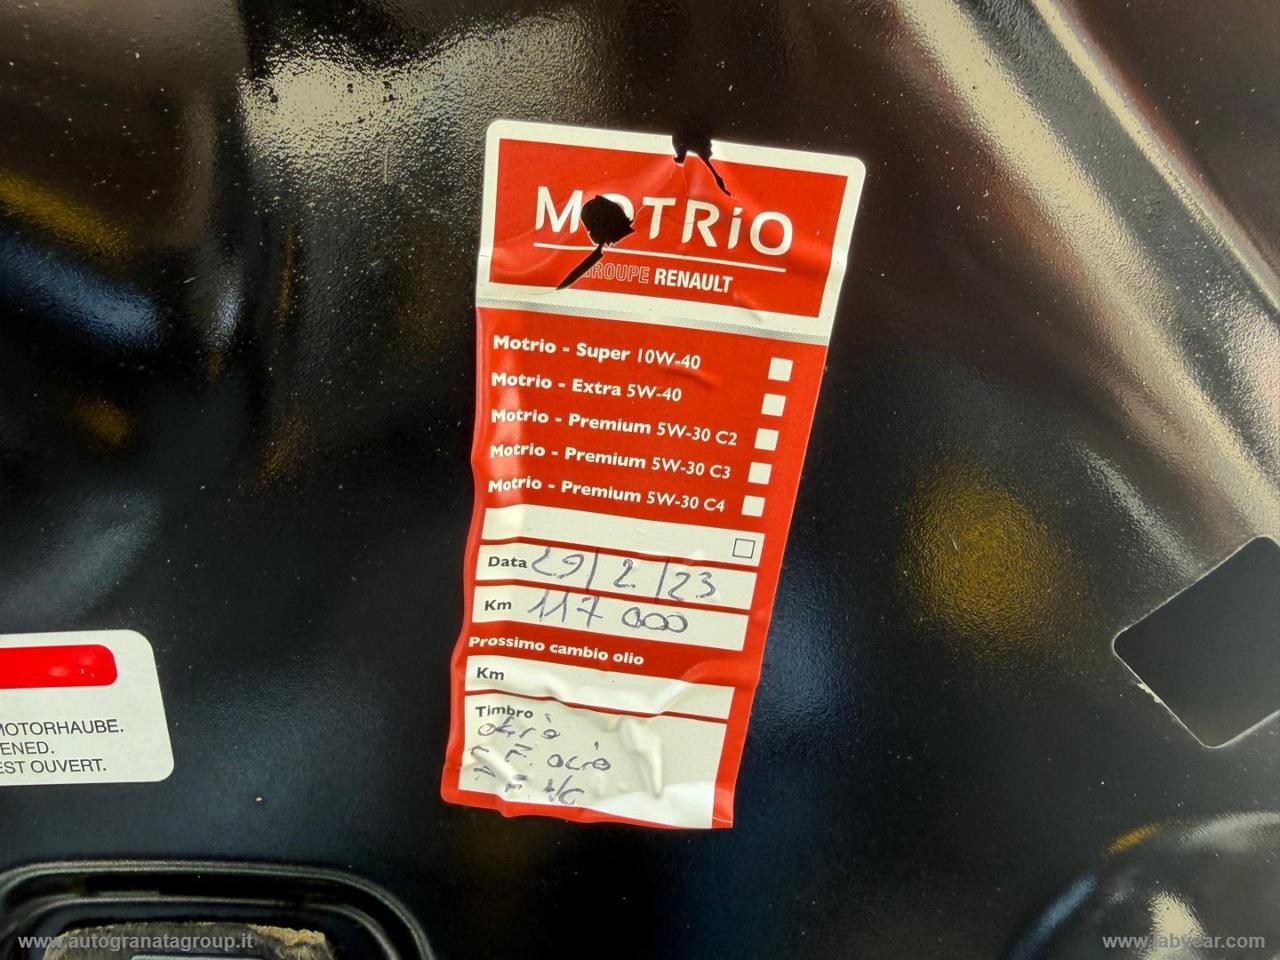 MOTRiO
GROUPE RENAULT
Motrio - Super 10W-40
Motrio - Extra 5W-40
Motrio - Premium 5W-30 C2
Motrio - Premium 5W-30 C3
Motrio - Premium 5W-30 C4
Data 29/2/23
Km 117 000
Prossimo cambio olio
Km
Timbro
F. olio
F. A/C
MOTORHAUBE.
ENED.
EST OUVERT.
www.autogranatagroup.it
www.labycar.com